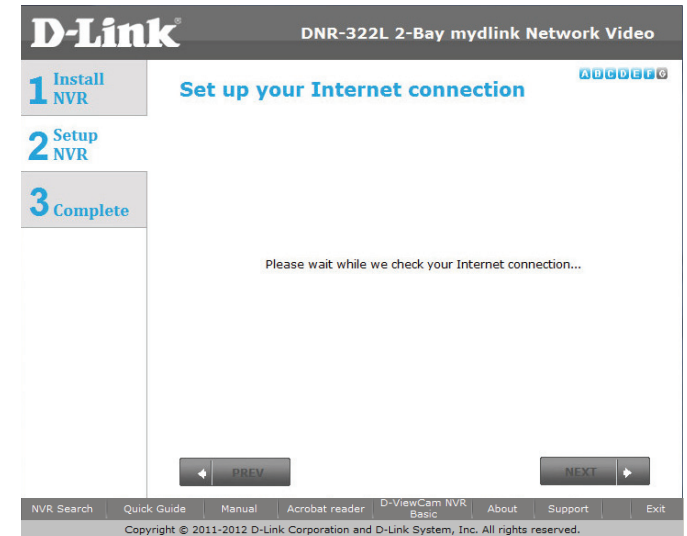 D-Link®
DNR-322L 2-Bay mydlink Network Video
1 Install
NVR
A B C D E F G
Set up your Internet connection
2 Setup
NVR
3 Complete
Please wait while we check your Internet connection...
PREV
NEXT
NVR Search Quick Guide Manual Acrobat reader D-ViewCam NVR
Basic About Support Exit
Copyright © 2011-2012 D-Link Corporation and D-Link System, Inc. All rights reserved.